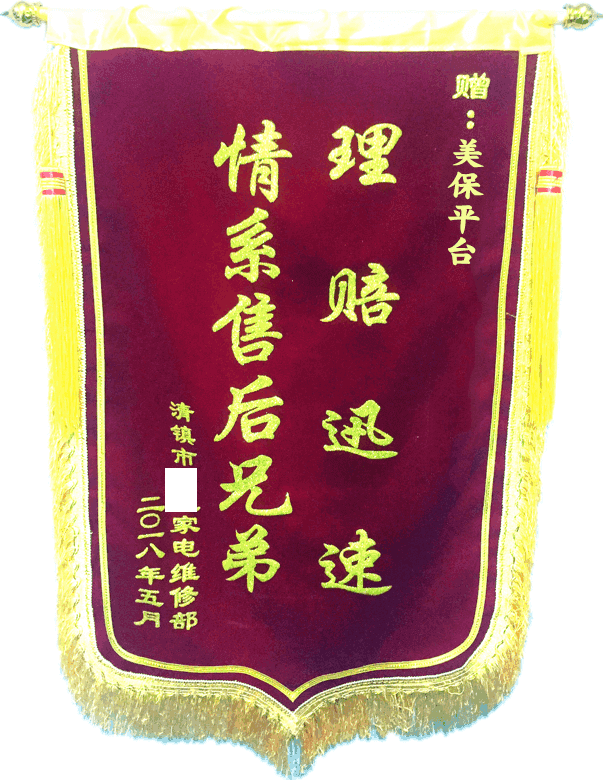 赠：美保平台
理赔迅速
情系售后兄弟
清镇市家电维修部
二〇一八年五月